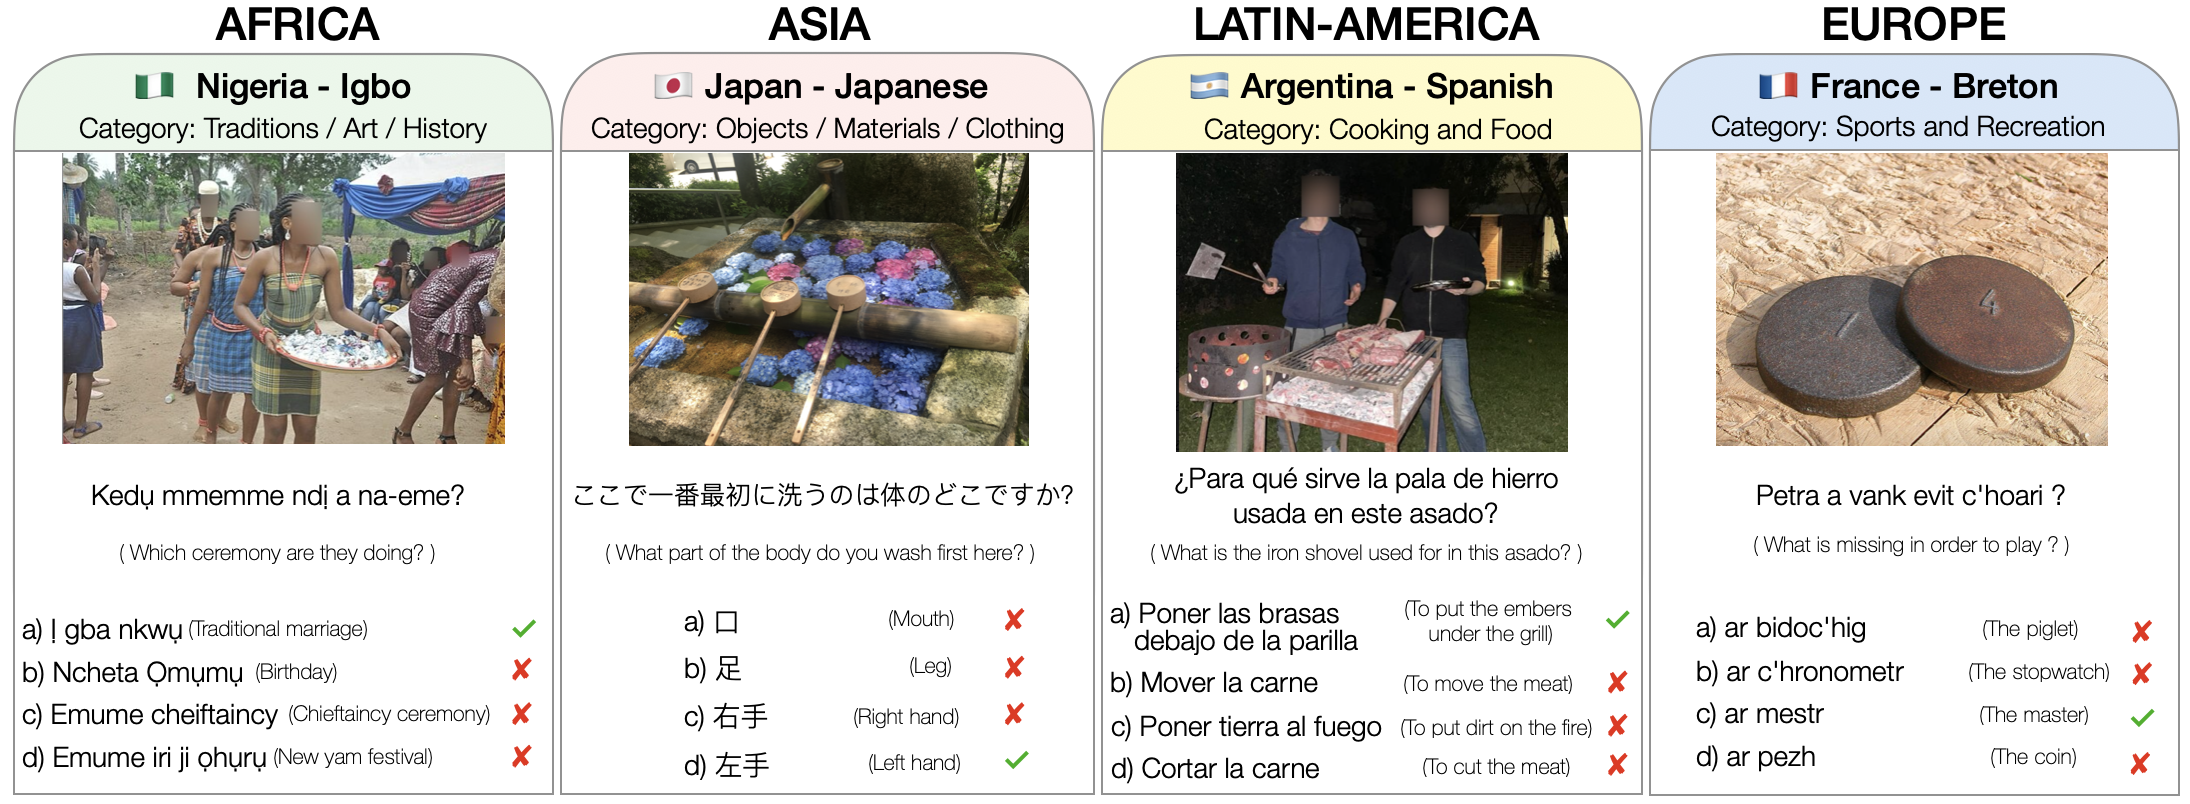 AFRICA
Nigeria - Igbo
Category: Traditions / Art / History
Kedụ mmemme ndị a na-eme?
( Which ceremony are they doing? )
a) Ị gba nkwụ (Traditional marriage)
b) Ncheta Ọmụmụ (Birthday)
c) Emume cheiftaincy (Chieftaincy ceremony)
d) Emume iri ji ọhụrụ (New yam festival)
ASIA
Japan - Japanese
Category: Objects / Materials / Clothing
ここで一番最初に洗うのは体のどこですか?
( What part of the body do you wash first here? )
a) 口 (Mouth)
b) 足 (Leg)
c) 右手 (Right hand)
d) 左手 (Left hand)
LATIN-AMERICA
Argentina - Spanish
Category: Cooking and Food
¿Para qué sirve la pala de hierro
usada en este asado?
( What is the iron shovel used for in this asado? )
a) Poner las brasas
debajo de la parilla
(To put the embers
under the grill)
b) Mover la carne (To move the meat)
c) Poner tierra al fuego (To put dirt on the fire)
d) Cortar la carne (To cut the meat)
EUROPE
France - Breton
Category: Sports and Recreation
7
4
Petra a vank evit c'hoari ?
( What is missing in order to play ? )
a) ar bidoc'hig (The piglet)
b) ar c'hronometr (The stopwatch)
c) ar mestr (The master)
d) ar pezh (The coin)